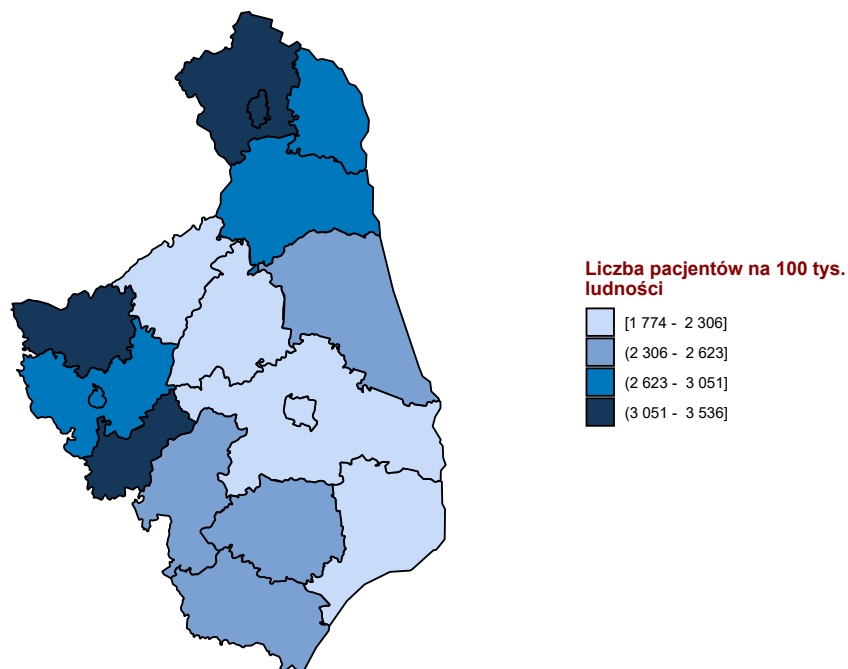 Liczba pacjentów na 100 tys.
ludności
[1 774 - 2 306]
(2 306 - 2 623]
(2 623 - 3 051]
(3 051 - 3 536]